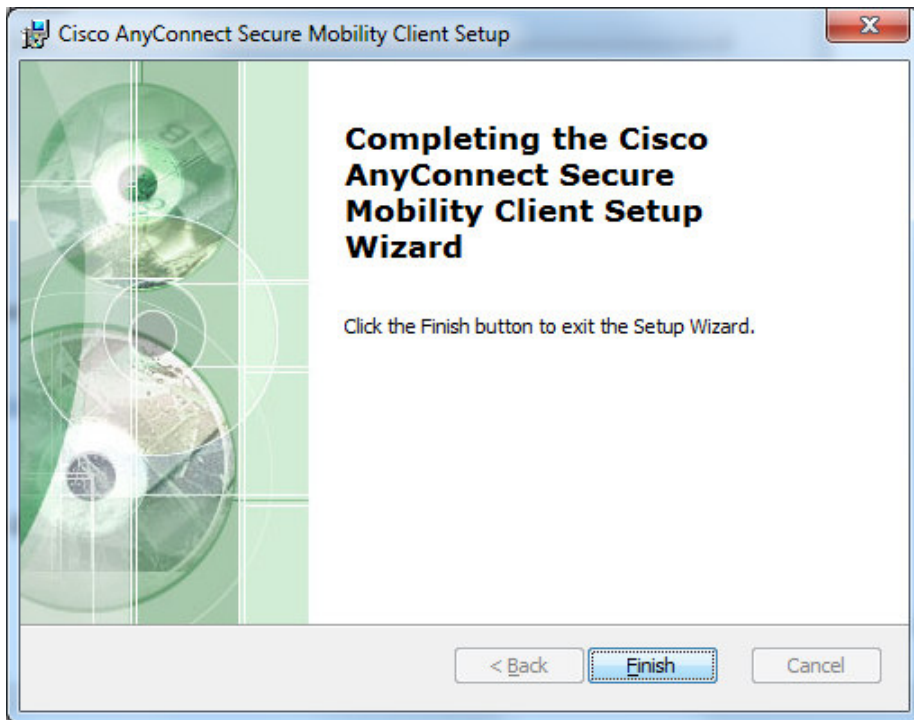 Cisco AnyConnect Secure Mobility Client Setup
Completing the Cisco
AnyConnect Secure
Mobility Client Setup
Wizard
Click the Finish button to exit the Setup Wizard.
< Back
Finish
Cancel